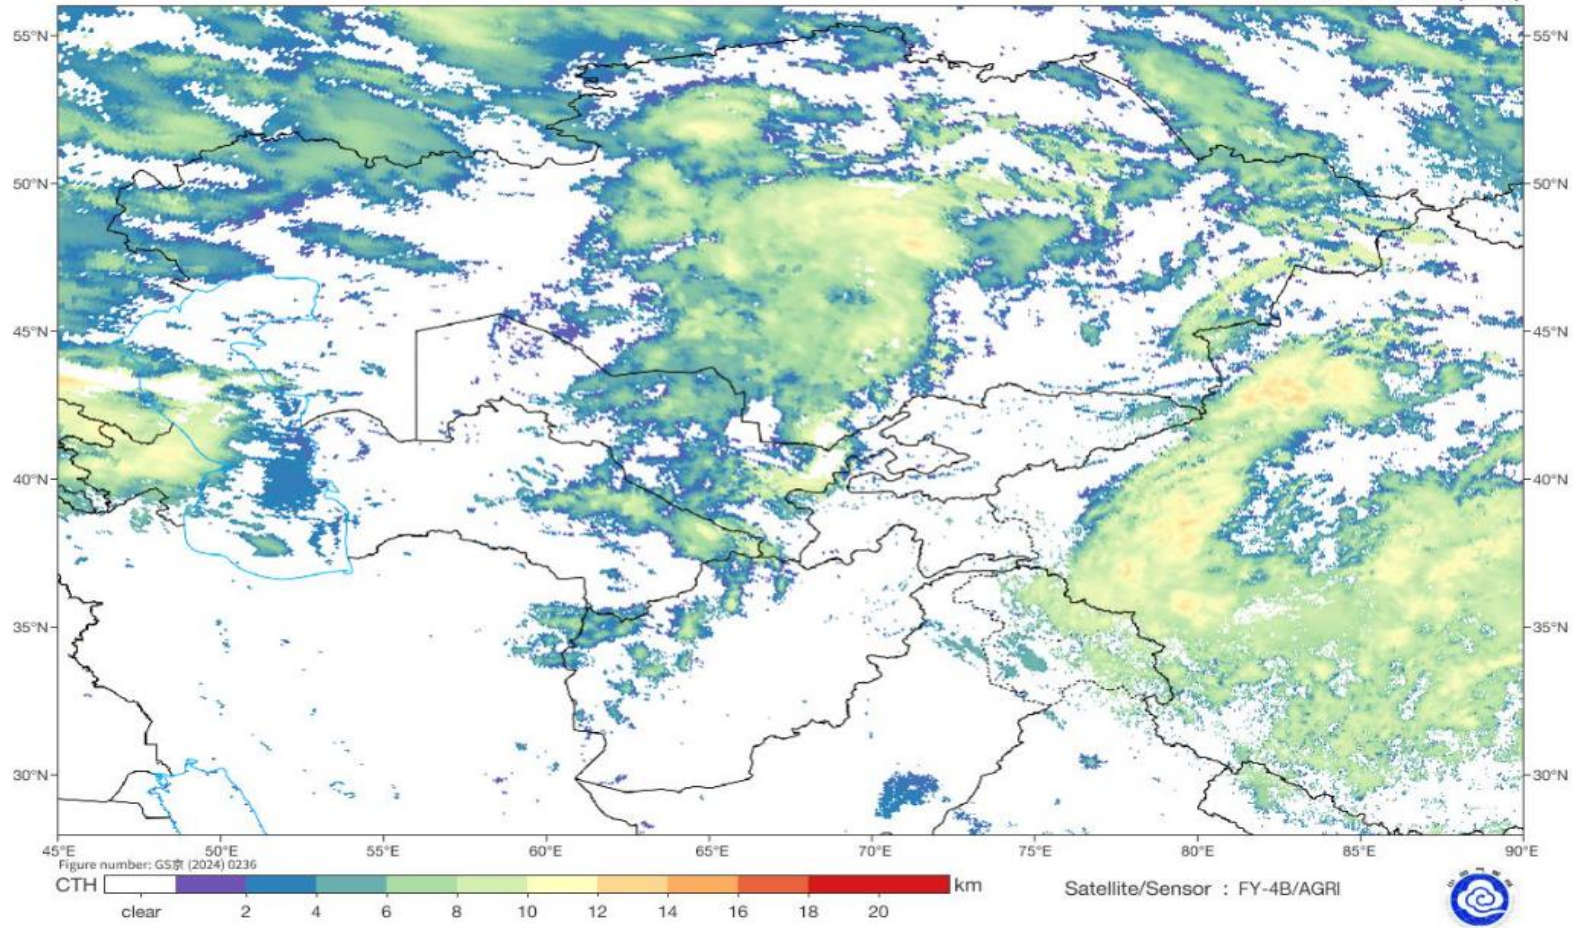 55°N 55°N
50°N 50°N
45°N 45°N
40°N 40°N
35°N 35°N
30°N 30°N
45°E 50°E 55°E 60°E 65°E 70°E 75°E 80°E 85°E 90°E
Figure number: GS京 (2024) 0236
CTH km Satellite/Sensor : FY-4B/AGRI
clear 2 4 6 8 10 12 14 16 18 20